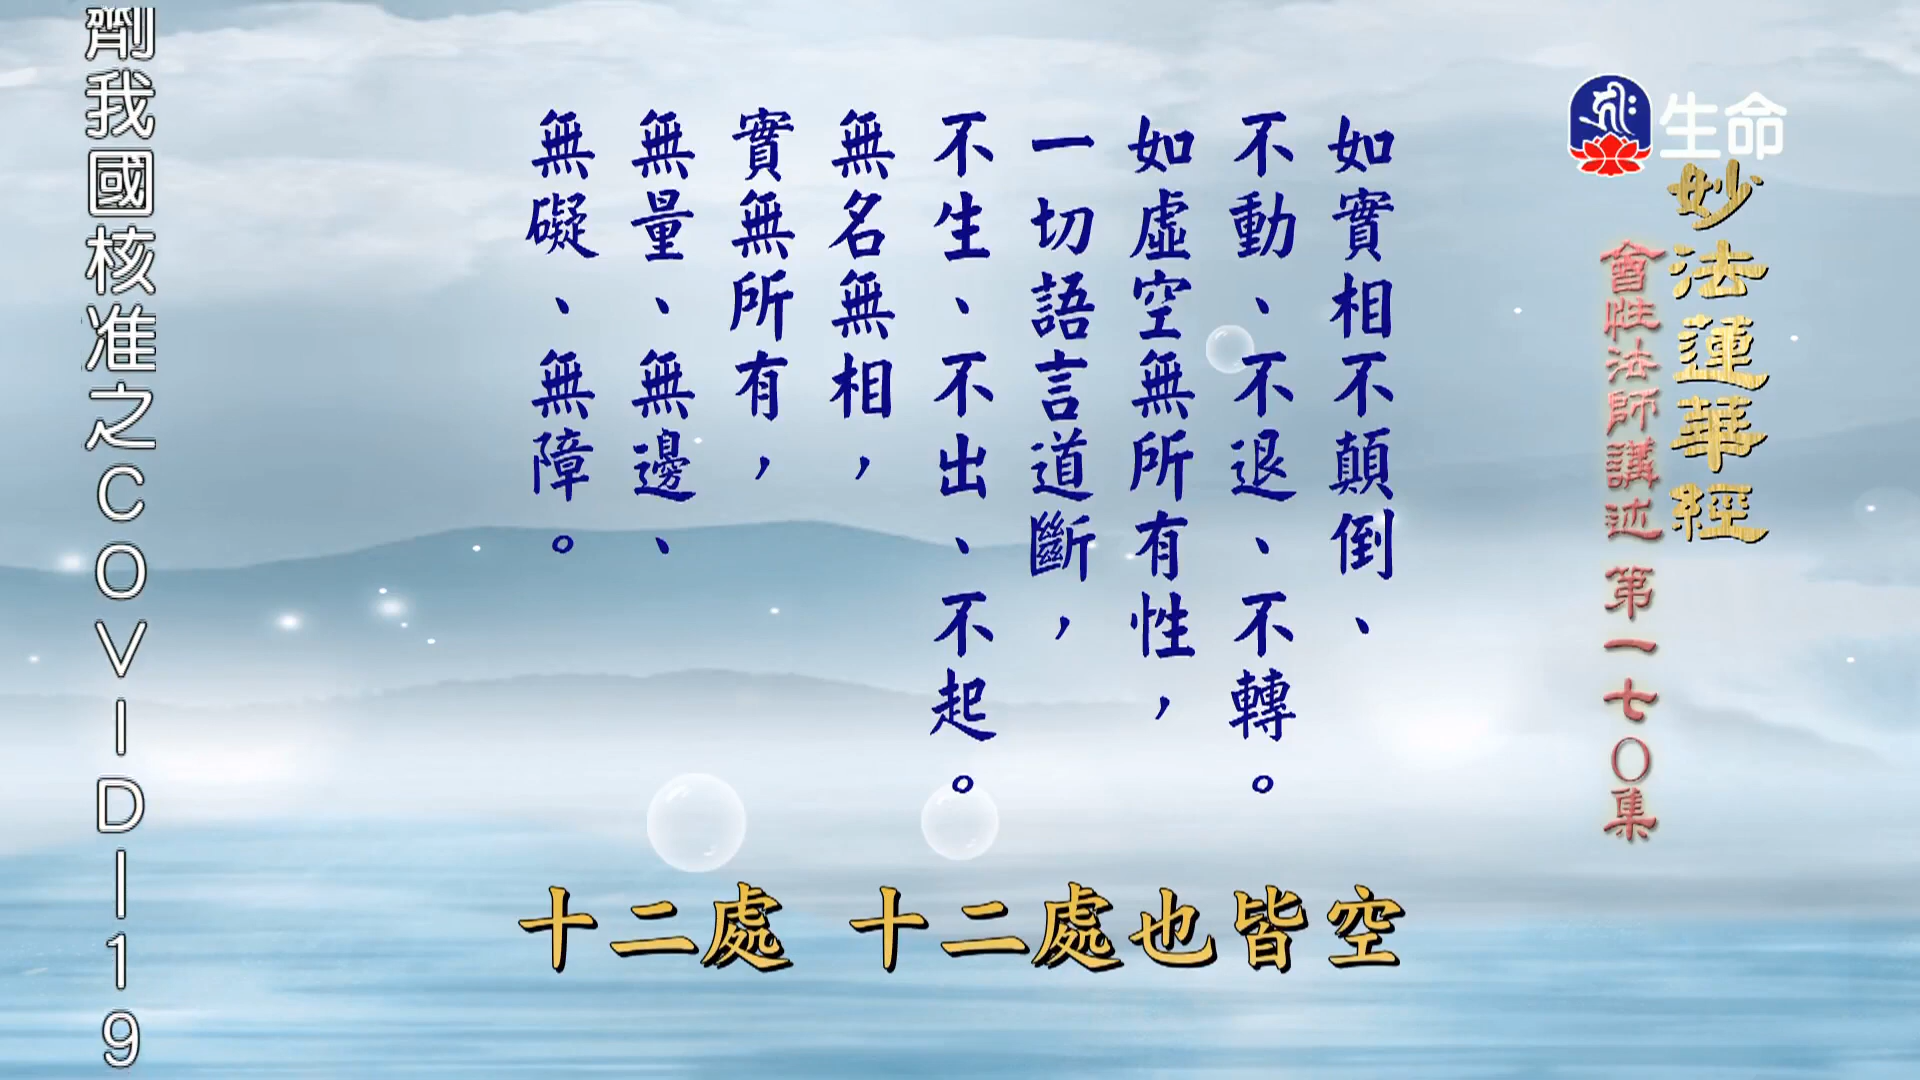 生命
妙法蓮華經
會性法師講述 第一七〇集
如實相不顛倒、
不動、不退、不轉。
如虛空無所有性，
一切語言道斷，
不生、不出、不起。
無名無相，
實無所有，
無量、無邊、
無礙、無障。
劑我國核准之COVID-19
十二處 十二處也皆空